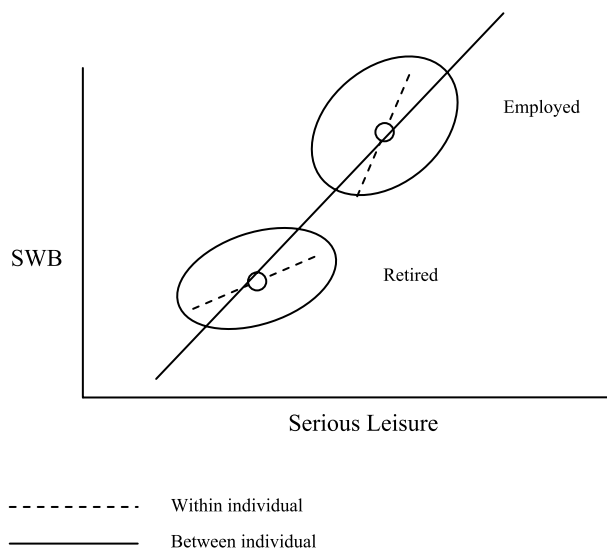 Employed
SWB
Retired
Serious Leisure
Within individual
Between individual